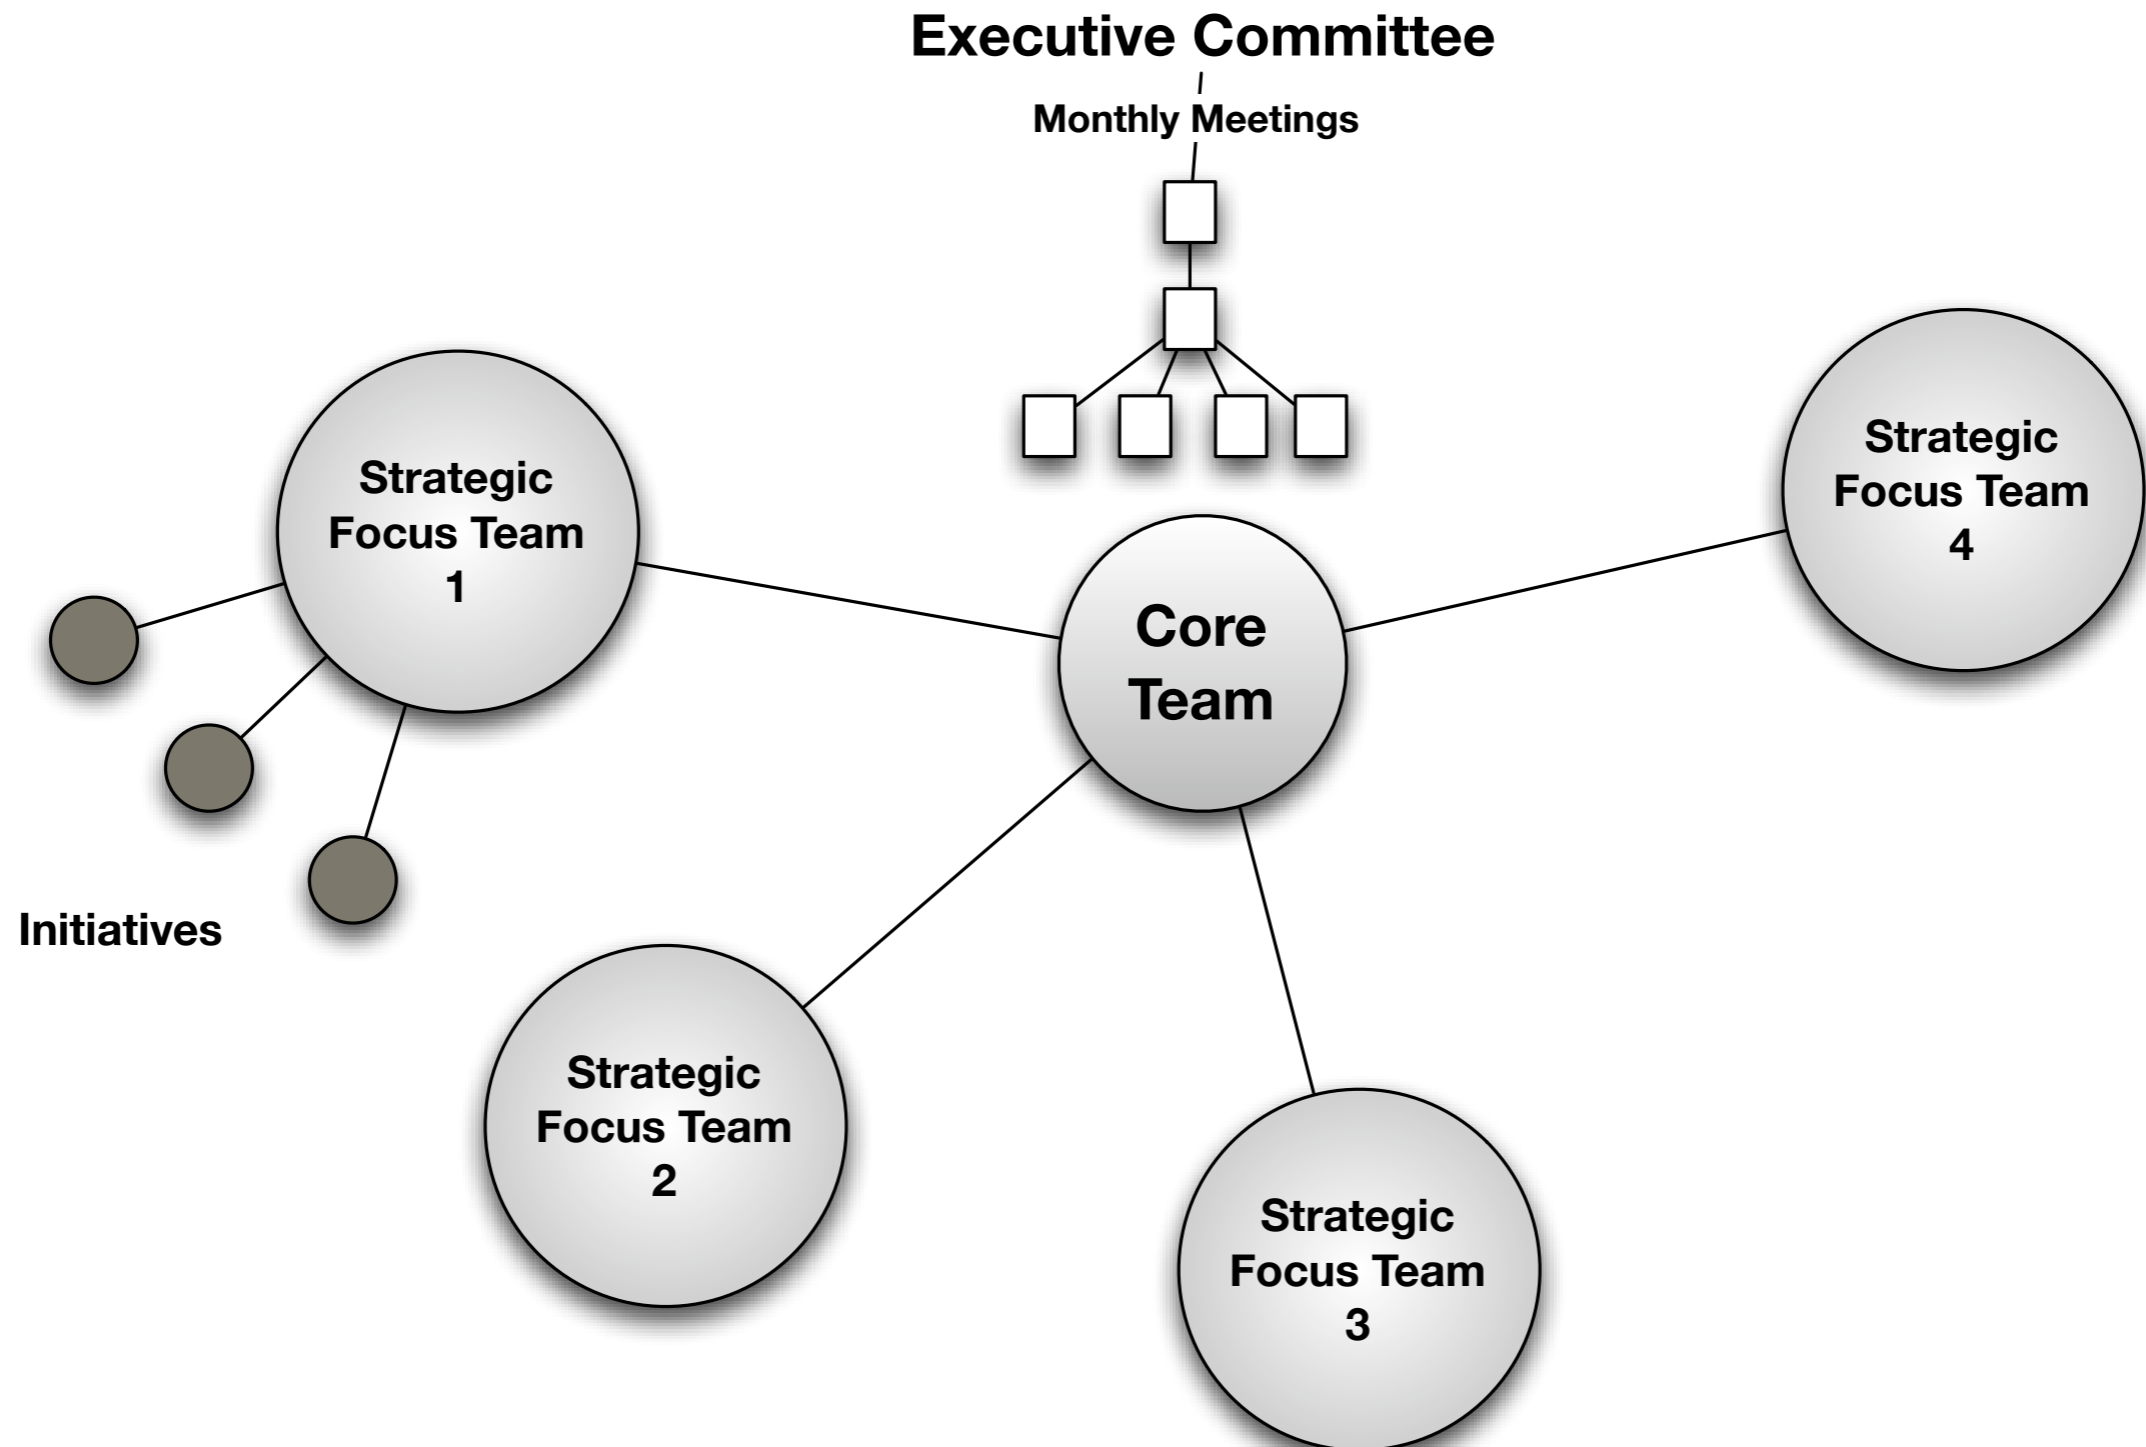 Executive Committee
Monthly Meetings
Strategic
Focus Team
1
Strategic
Focus Team
4
Core
Team
Initiatives
Strategic
Focus Team
2
Strategic
Focus Team
3